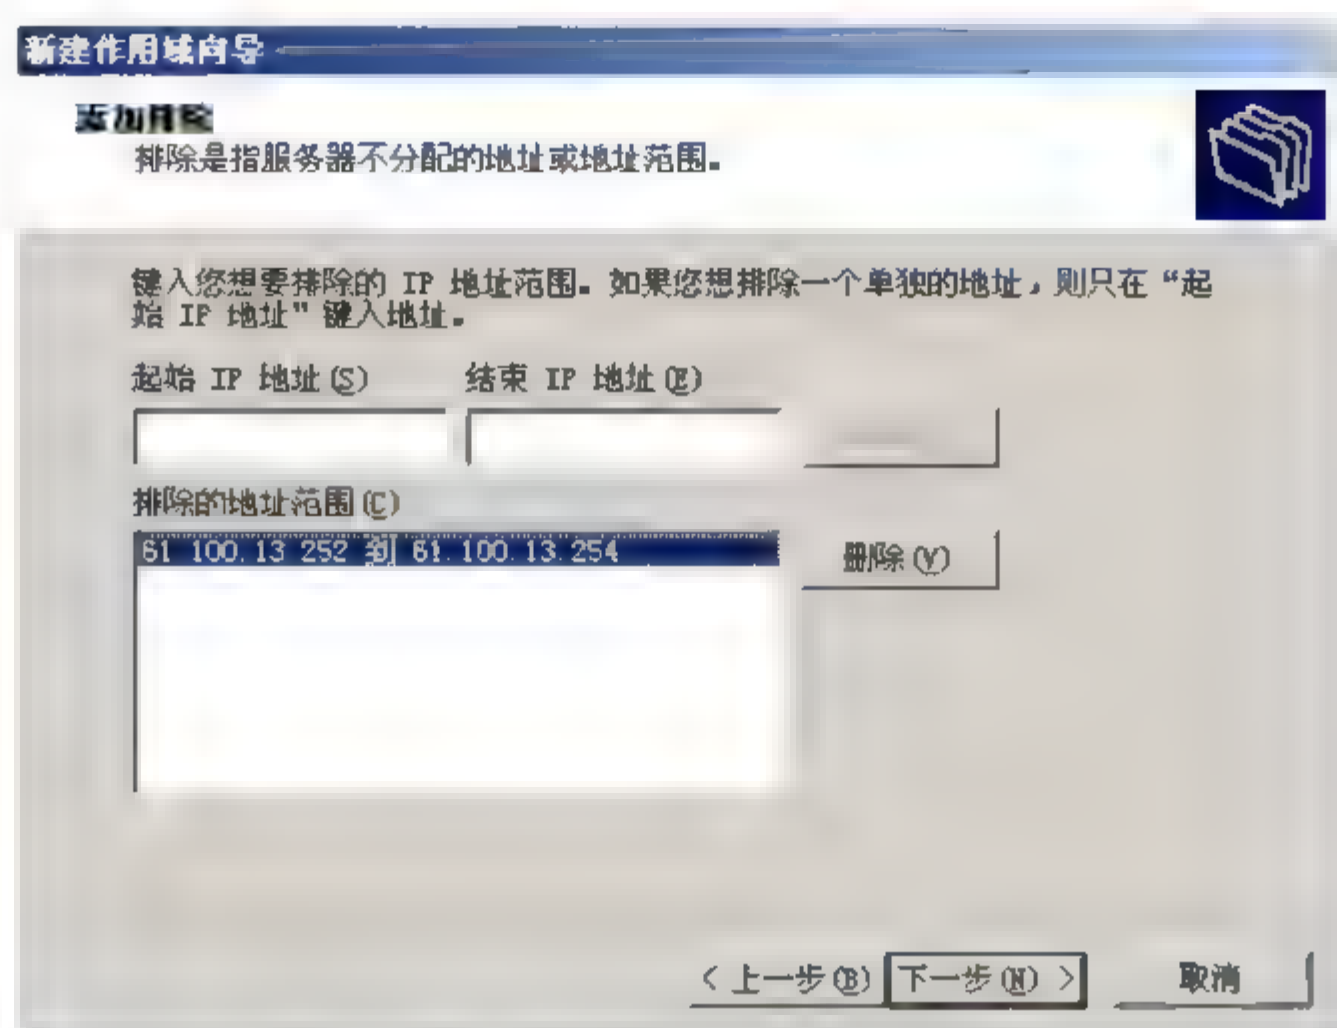 新建作用域向导
添加排除
排除是指服务器不分配的地址或地址范围。
键入您想要排除的 IP 地址范围。如果您想排除一个单独的地址，则只在“起
始 IP 地址”键入地址。
起始 IP 地址(S)
结束 IP 地址(E)
排除的地址范围(C)
61.100.13.252 到 61.100.13.254
删除(V)
< 上一步(B)
下一步(N) >
取消